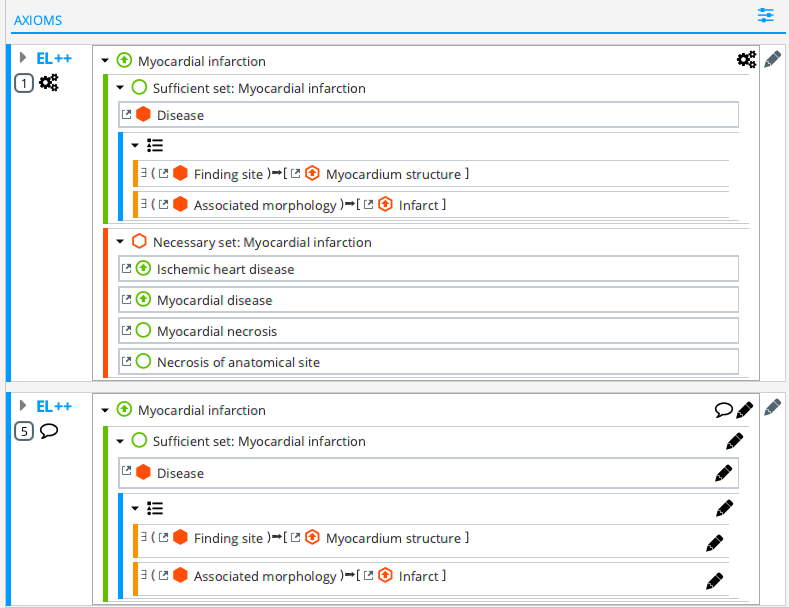 AXIOMS
EL++ Myocardial infarction
1
Sufficient set: Myocardial infarction
Disease
∃ ( Finding site )➞[ Myocardium structure ]
∃ ( Associated morphology )➞[ Infarct ]
Necessary set: Myocardial infarction
Ischemic heart disease
Myocardial disease
Myocardial necrosis
Necrosis of anatomical site
EL++ Myocardial infarction
5
Sufficient set: Myocardial infarction
Disease
∃ ( Finding site )➞[ Myocardium structure ]
∃ ( Associated morphology )➞[ Infarct ]